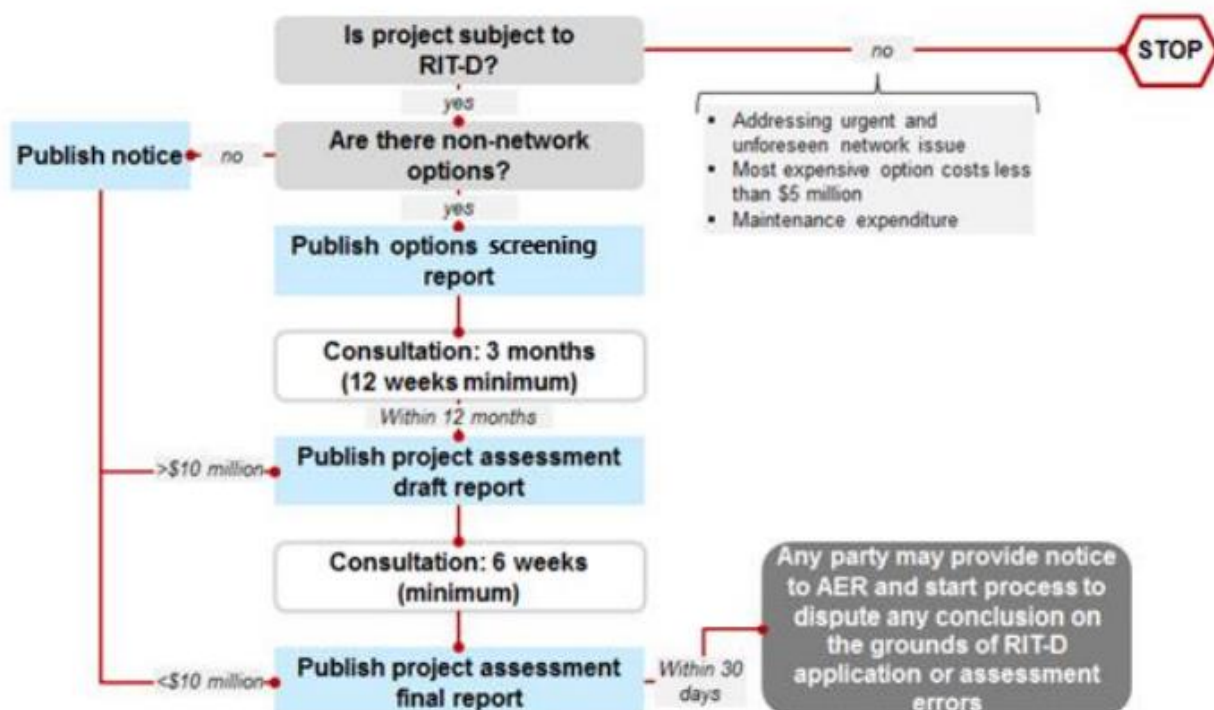 Is project subject to
RIT-D?
no
STOP
yes
▪ Addressing urgent and
unforeseen network issue
▪ Most expensive option costs less
than $5 million
▪ Maintenance expenditure
Publish notice
no
Are there non-network
options?
yes
Publish options screening
report
Consultation: 3 months
(12 weeks minimum)
Within 12 months
>$10 million
Publish project assessment
draft report
Consultation: 6 weeks
(minimum)
Any party may provide notice
to AER and start process to
dispute any conclusion on
the grounds of RIT-D
application or assessment
errors
<$10 million
Publish project assessment
final report
Within 30
days